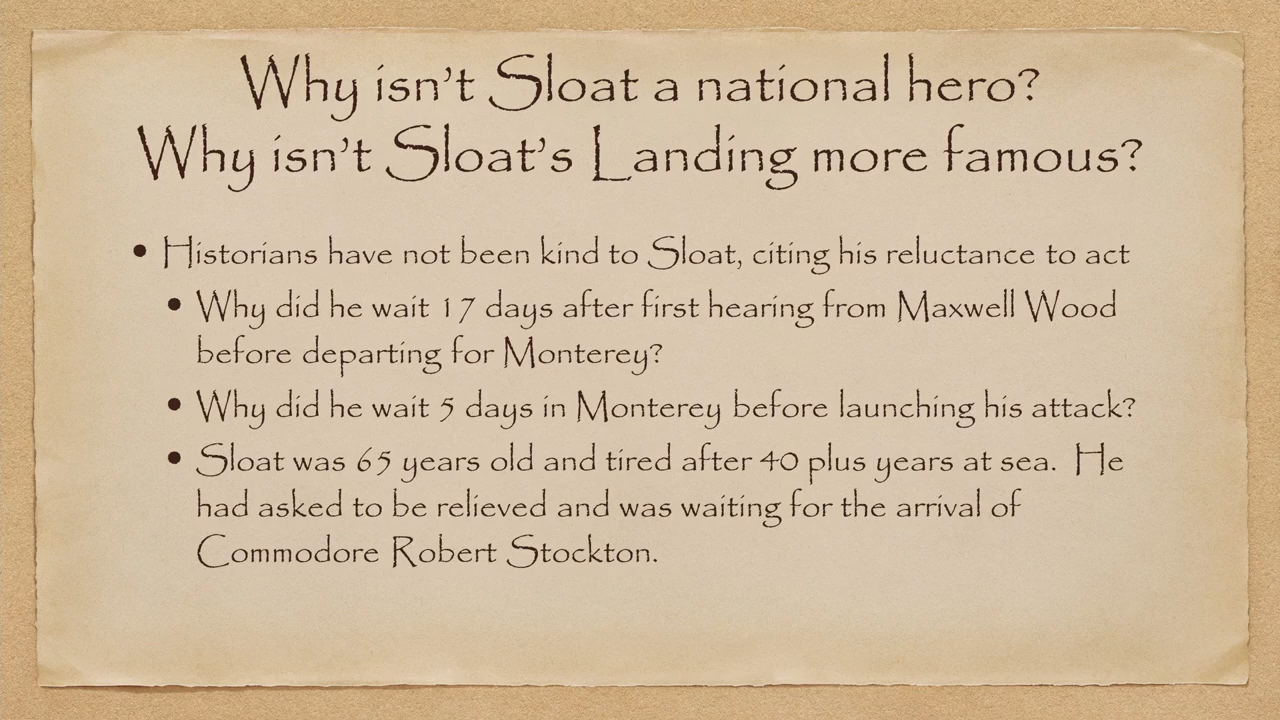 Why isn't Sloat a national hero?
Why isn't Sloat's Landing more famous?
• Historians have not been kind to Sloat, citing his reluctance to act
• Why did he wait 17 days after first hearing from Maxwell Wood
before departing for Monterey?
• Why did he wait 5 days in Monterey before launching his attack?
• Sloat was 65 years old and tired after 40 plus years at sea.  He
had asked to be relieved and was waiting for the arrival of
Commodore Robert Stockton.